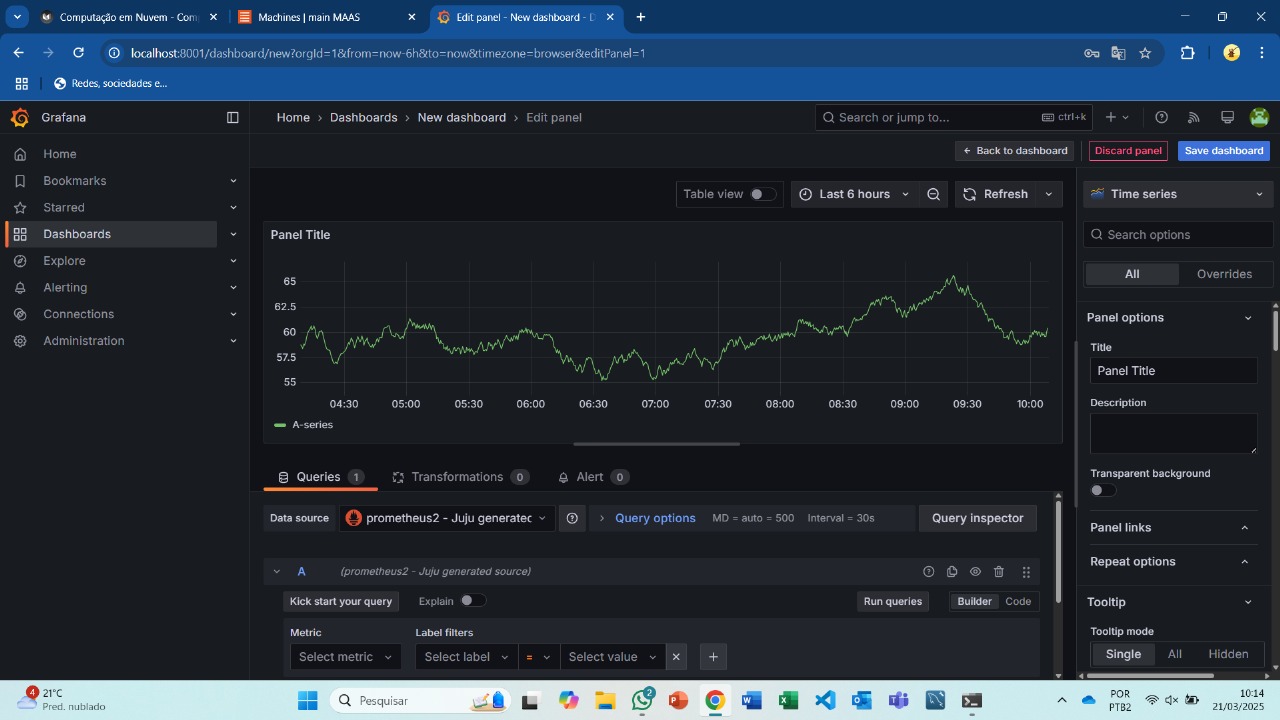 Computação em Nuvem - Com
Machines | main MAAS
Edit panel - New dashboard - D
localhost:8001/dashboard/new?orgId=1&from=now-6h&to=now&timezone=browser&editPanel=1
Redes, sociedades e...
Grafana
Home › Dashboards › New dashboard › Edit panel
Search or jump to...
ctrl+k
Back to dashboard
Discard panel
Save dashboard
Home
Bookmarks
Starred
Dashboards
Explore
Alerting
Connections
Administration
Table view
Last 6 hours
Refresh
Time series
Search options
All
Overrides
Panel Title
65
62.5
60
57.5
55
04:30 05:00 05:30 06:00 06:30 07:00 07:30 08:00 08:30 09:00 09:30 10:00
A-series
Panel options
Title
Panel Title
Description
Transparent background
Panel links
Repeat options
Tooltip
Tooltip mode
Single All Hidden
Queries 1
Transformations 0
Alert 0
Data source
prometheus2 - Juju generated
Query options
MD = auto = 500
Interval = 30s
Query inspector
A
(prometheus2 - Juju generated source)
Kick start your query
Explain
Run queries
Builder
Code
Metric
Label filters
Select metric
Select label
=
Select value
4
21°C
Pred. nublado
Pesquisar
2
POR
PTB2
10:14
21/03/2025